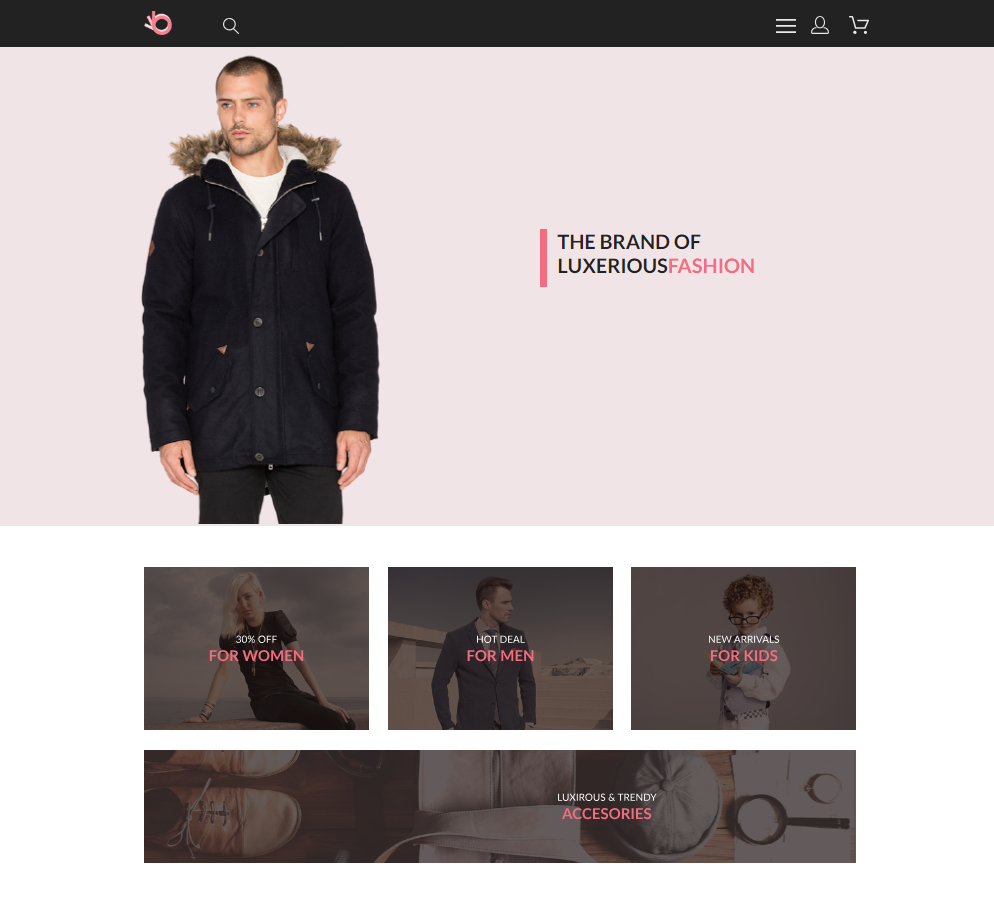 THE BRAND OF
LUXERIOUSFASHION
30% OFF
FOR WOMEN
HOT DEAL
FOR MEN
NEW ARRIVALS
FOR KIDS
LUXIROUS & TRENDY
ACCESORIES